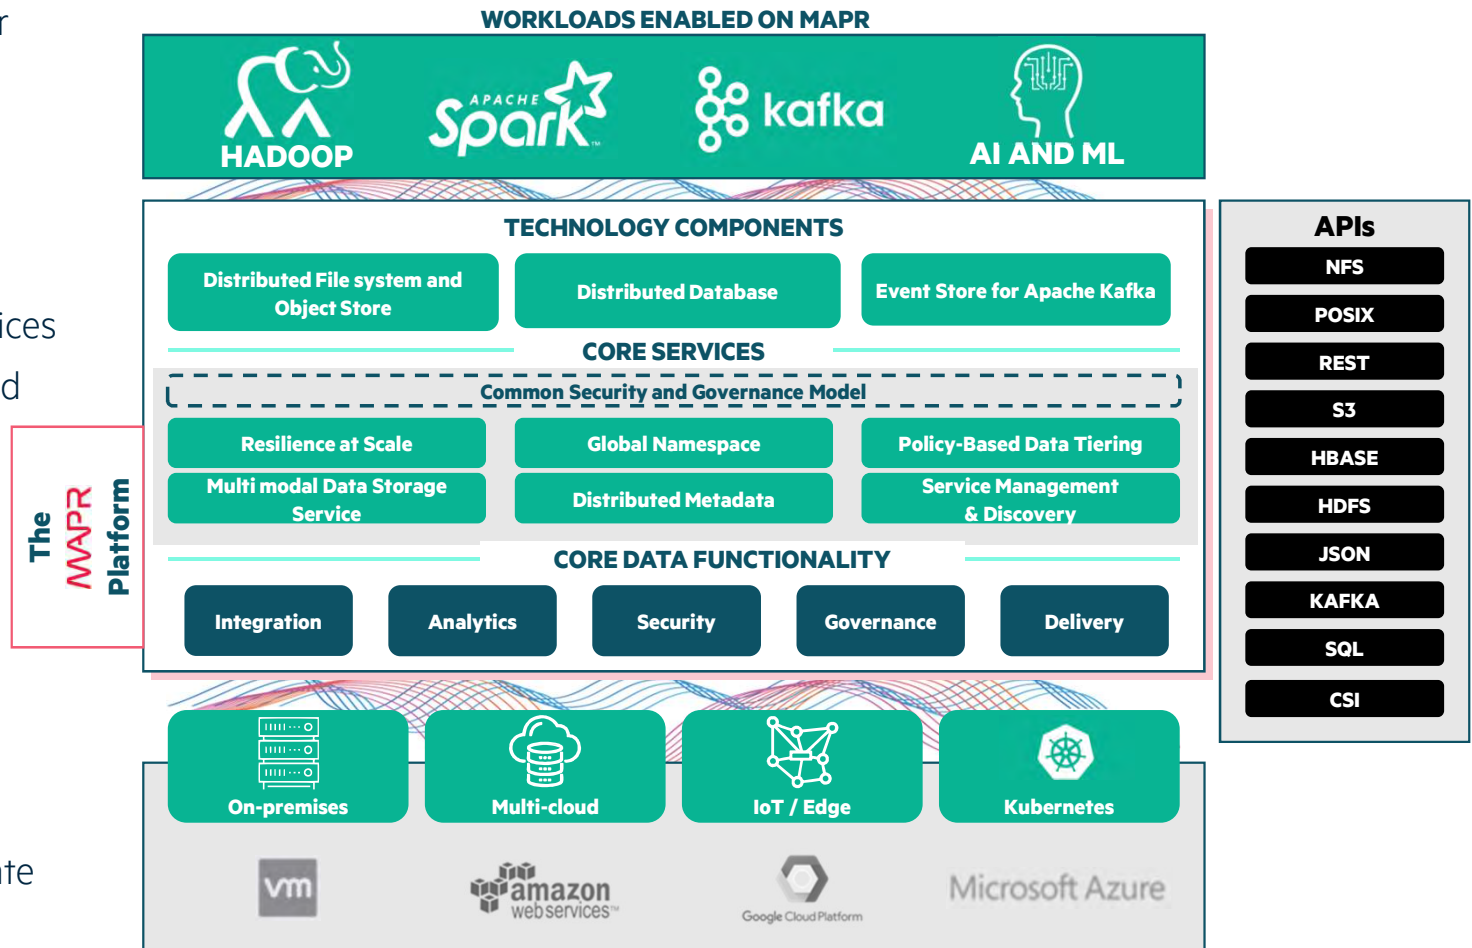 r
ices
d
ate
WORKLOADS ENABLED ON MAPR
HADOOP
APACHE
Spark™
kafka
AI AND ML
TECHNOLOGY COMPONENTS
Distributed File system and
Object Store
Distributed Database
Event Store for Apache Kafka
CORE SERVICES
Common Security and Governance Model
Resilience at Scale
Global Namespace
Policy-Based Data Tiering
Multi modal Data Storage
Service
Distributed Metadata
Service Management
& Discovery
CORE DATA FUNCTIONALITY
Integration
Analytics
Security
Governance
Delivery
The
MAPR
Platform
APIs
NFS
POSIX
REST
S3
HBASE
HDFS
JSON
KAFKA
SQL
CSI
On-premises
Multi-cloud
IoT / Edge
Kubernetes
vm
amazon
webservices™
Google Cloud Platform
Microsoft Azure